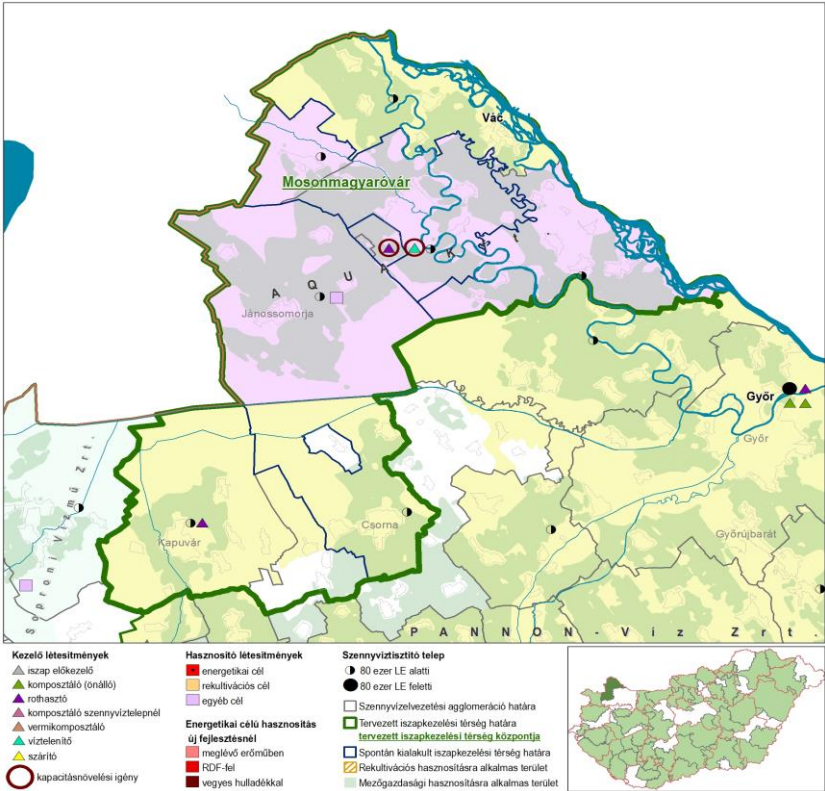 Vác
Mosonmagyaróvár
A Q U A K t
Jánossomorja
Győr
Győr
Soproni Vízmű Zrt.
Csorna
Kapuvár
Győrújbarát
PANNON-Víz Zrt.
Kezelő létesítmények
iszap előkezelő
komposztáló (önálló)
rothasztó
komposztáló szennyvíztelepnél
vermikomposztáló
víztelenítő
szárító
kapacitásnövelési igény
Hasznosító létesítmények
energetikai cél
rekultivációs cél
egyéb cél
Energetikai célú hasznosítás
új fejlesztésnél
meglévő erőműben
RDF-fel
vegyes hulladékkal
Szennyvíztisztító telep
80 ezer LE alatti
80 ezer LE feletti
Szennyvízelvezetési agglomeráció határa
Tervezett iszapkezelési térség határa
tervezett iszapkezelési térség központja
Spontán kialakult iszapkezelési térség határa
Rekultivációs hasznosításra alkalmas terület
Mezőgazdasági hasznosításra alkalmas terület